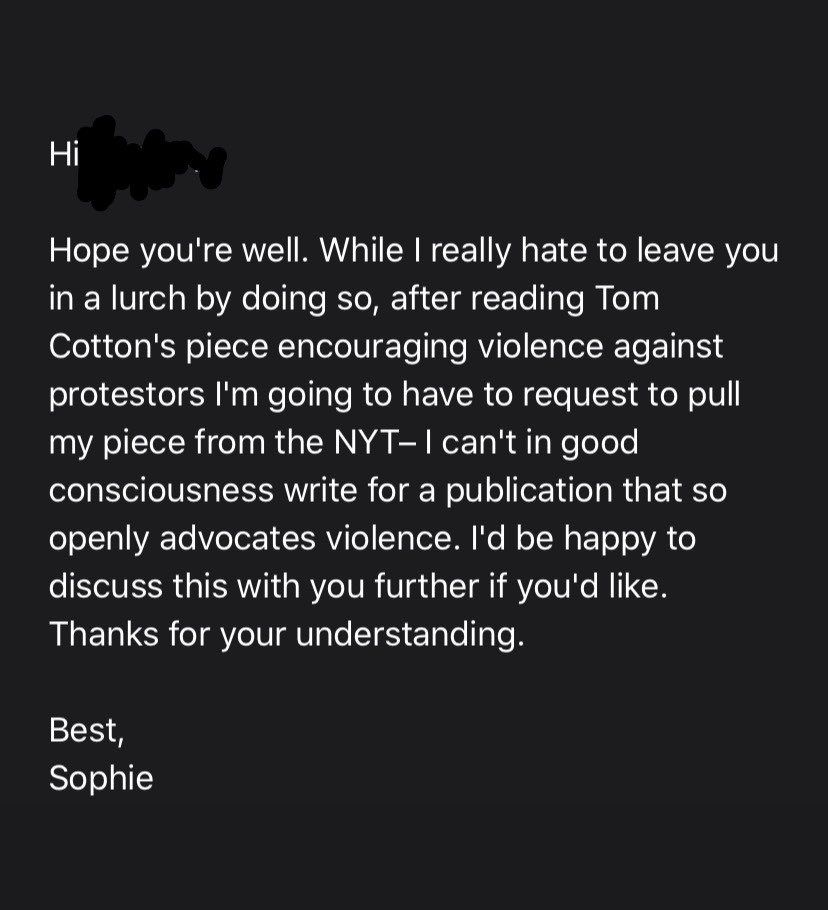 Hi
Hope you're well. While I really hate to leave you
in a lurch by doing so, after reading Tom
Cotton's piece encouraging violence against
protestors I'm going to have to request to pull
my piece from the NYT– I can't in good
consciousness write for a publication that so
openly advocates violence. I'd be happy to
discuss this with you further if you'd like.
Thanks for your understanding.
Best,
Sophie